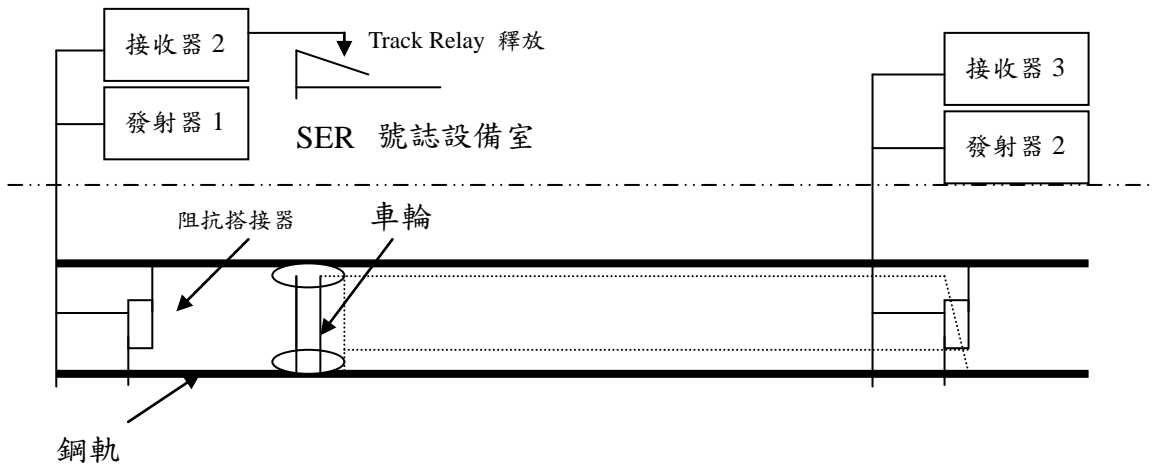 接收器 2
Track Relay 釋放
接收器 3
發射器 1
SER 號誌設備室
發射器 2
阻抗搭接器
車輪
鋼軌